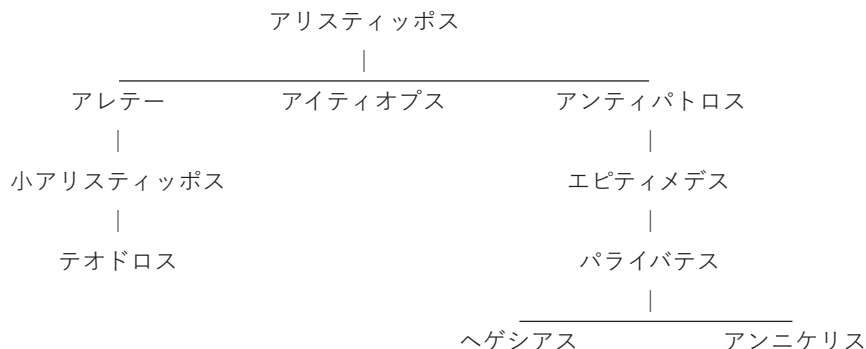 アリスティッポス
アレテー アイティオプス アンティパトロス
小アリスティッポス エピティメデス
テオドロス パライバテス
ヘゲシアス アンニケリス